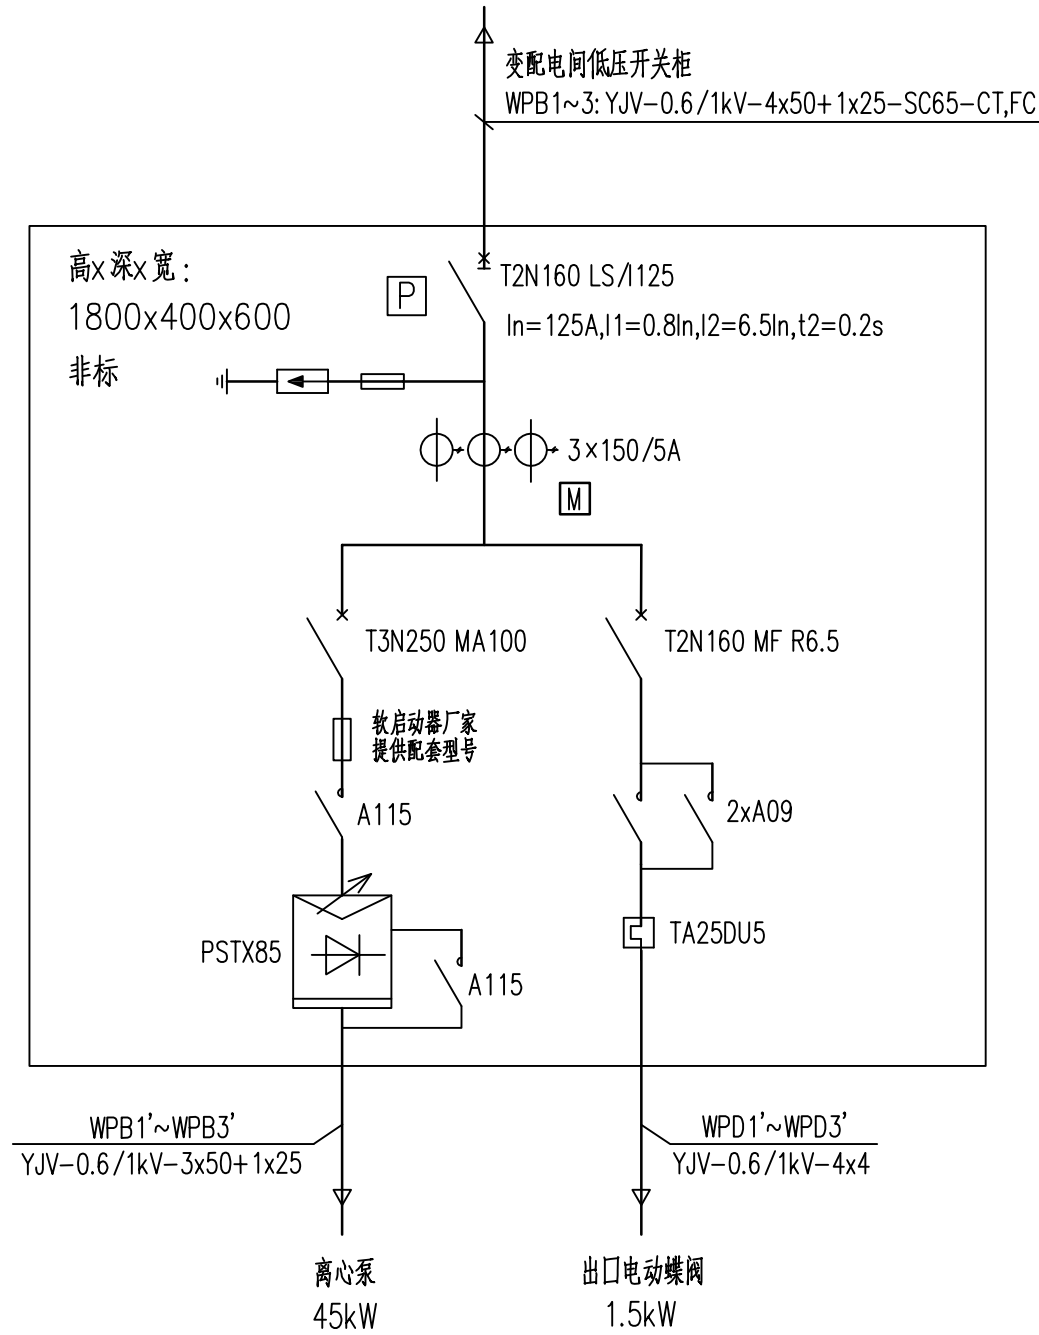 变配电间低压开关柜
WPB1~3: YJV-0.6/1kV-4x50+1x25-SC65-CT,FC
高x深x宽:
1800x400x600
非标
P
T2N160 LS/I125
In=125A,I1=0.8In,I2=6.5In,t2=0.2s
3×150/5A
M
T3N250 MA100
T2N160 MF R6.5
软启动器厂家
提供配套型号
A115
2xA09
PSTX85
TA25DU5
A115
WPB1'~WPB3'
YJV-0.6/1kV-3x50+1x25
WPD1'~WPD3'
YJV-0.6/1kV-4x4
离心泵
45kW
出口电动蝶阀
1.5kW